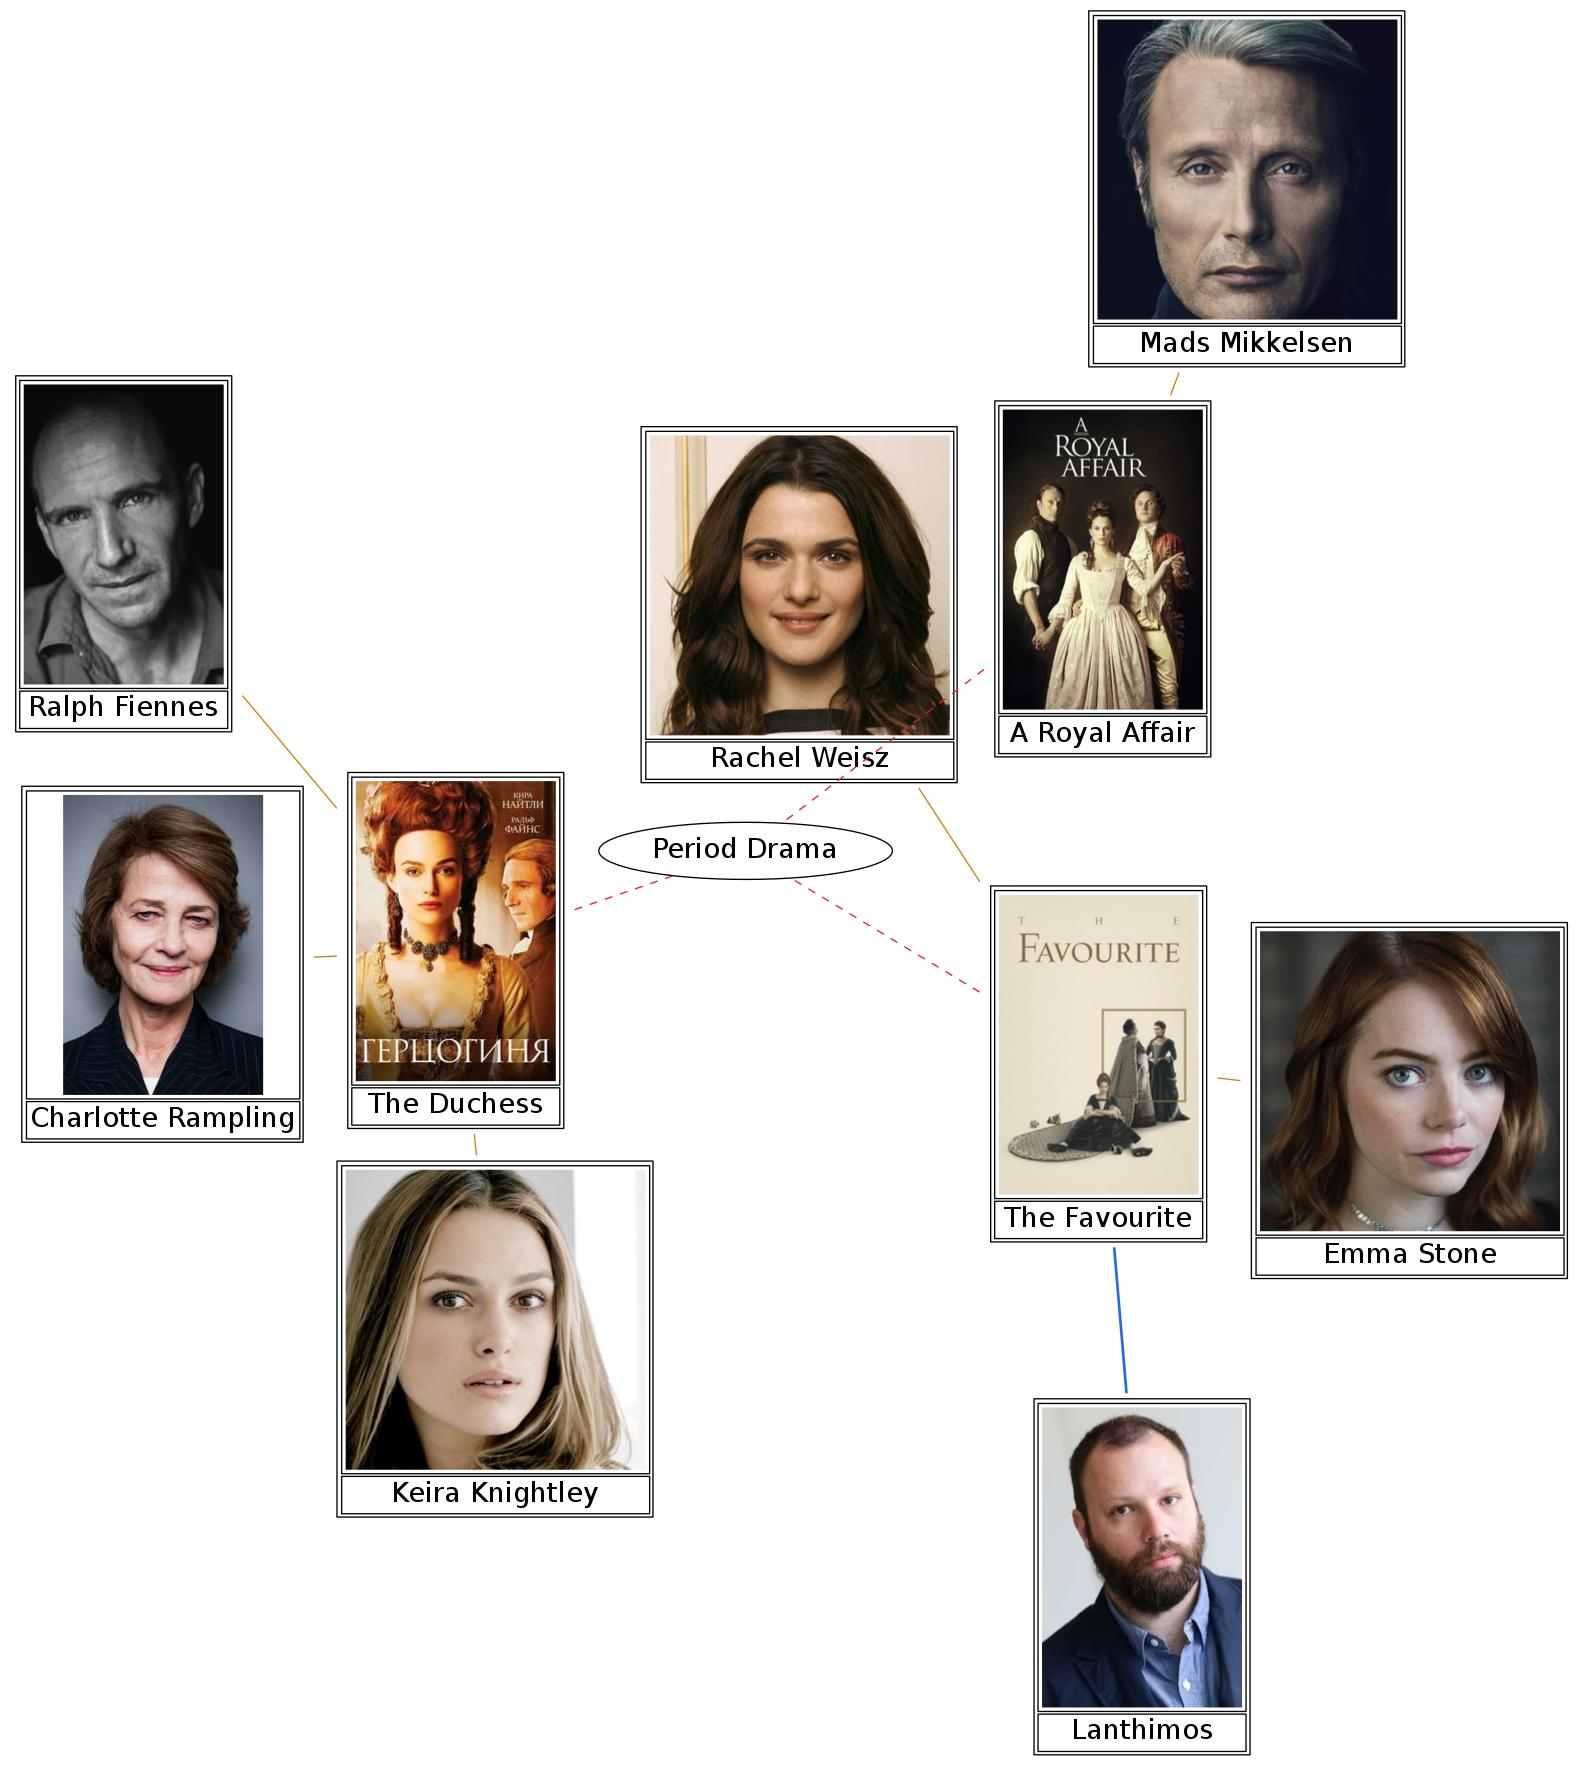 Mads Mikkelsen
A
ROYAL
AFFAIR
A Royal Affair
Rachel Weisz
Ralph Fiennes
Period Drama
КИРА
НАЙТЛИ
РАЛЬФ
ФАЙНС
ГЕРЦОГИНЯ
The Duchess
Charlotte Rampling
THE
FAVOURITE
The Favourite
Emma Stone
Keira Knightley
Lanthimos